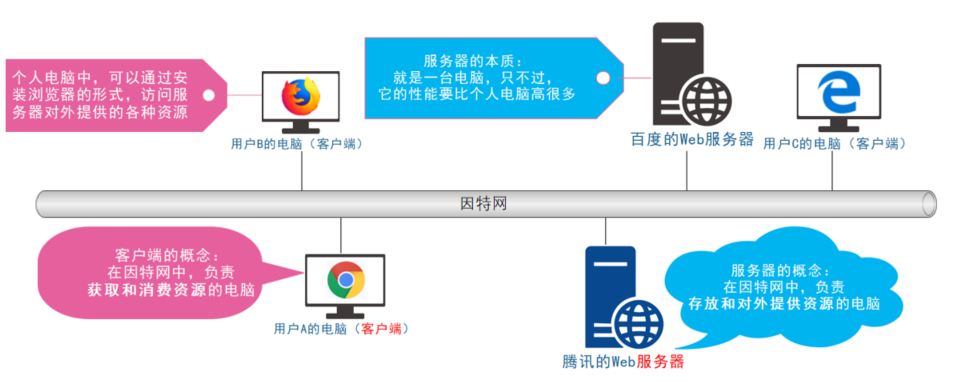 个人电脑中，可以通过安
装浏览器的形式，访问服
务器对外提供的各种资源
用户B的电脑（客户端）
服务器的本质：
就是一台电脑，只不过，
它的性能要比个人电脑高很多
百度的Web服务器
用户C的电脑（客户端）
因特网
客户端的概念：
在因特网中，负责
获取和消费资源的电脑
用户A的电脑（客户端）
腾讯的Web服务器
服务器的概念：
在因特网中，负责
存放和对外提供资源的电脑